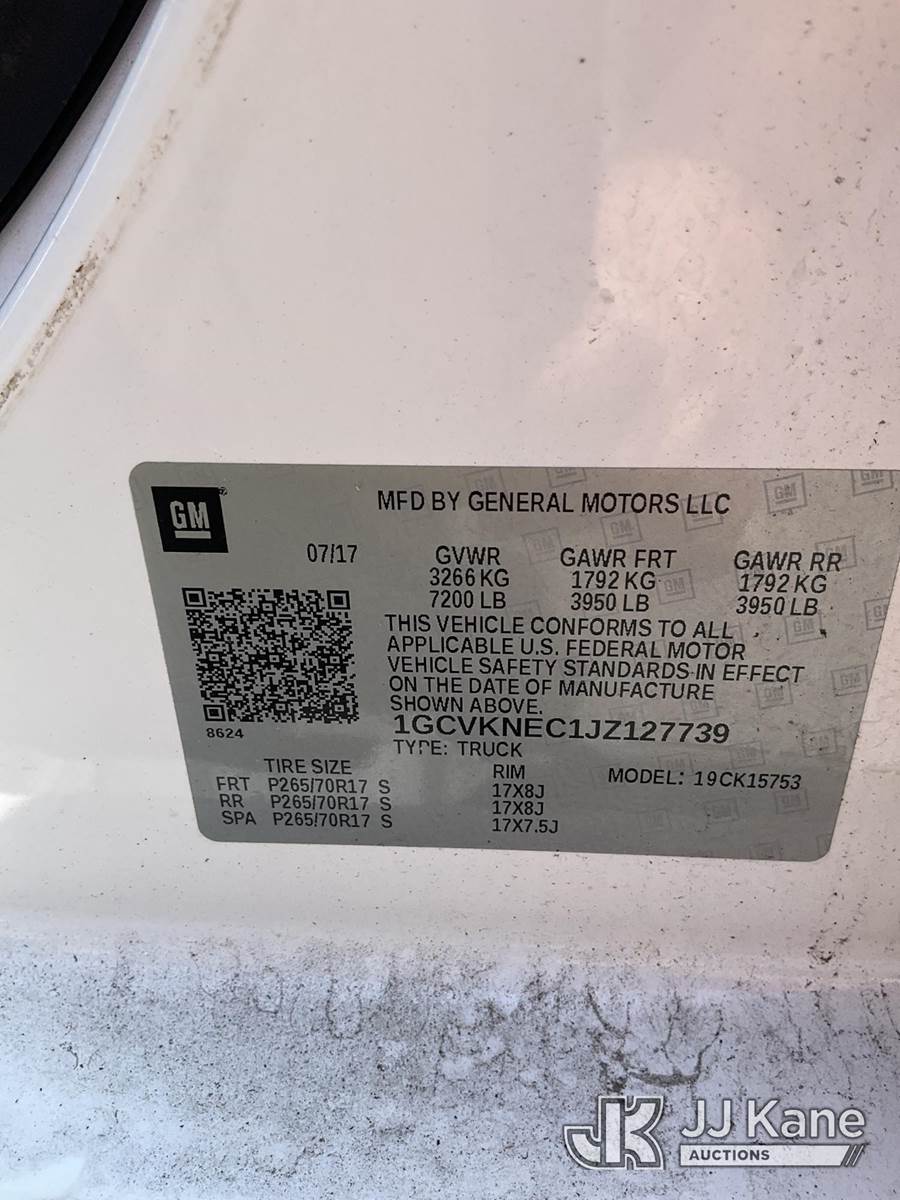 GM
MFD BY GENERAL MOTORS LLC
07/17 GVWR GAWR FRT GAWR RR
3266 KG 1792 KG 1792 KG
7200 LB 3950 LB 3950 LB
THIS VEHICLE CONFORMS TO ALL
APPLICABLE U.S. FEDERAL MOTOR
VEHICLE SAFETY STANDARDS IN EFFECT
ON THE DATE OF MANUFACTURE
SHOWN ABOVE.
8624
1GCVKNEC1JZ127739
TYPE: TRUCK
TIRE SIZE RIM MODEL: 19CK15753
FRT P265/70R17 S 17X8J
RR P265/70R17 S 17X8J
SPA P265/70R17 S 17X7.5J
JK JJ Kane
AUCTIONS